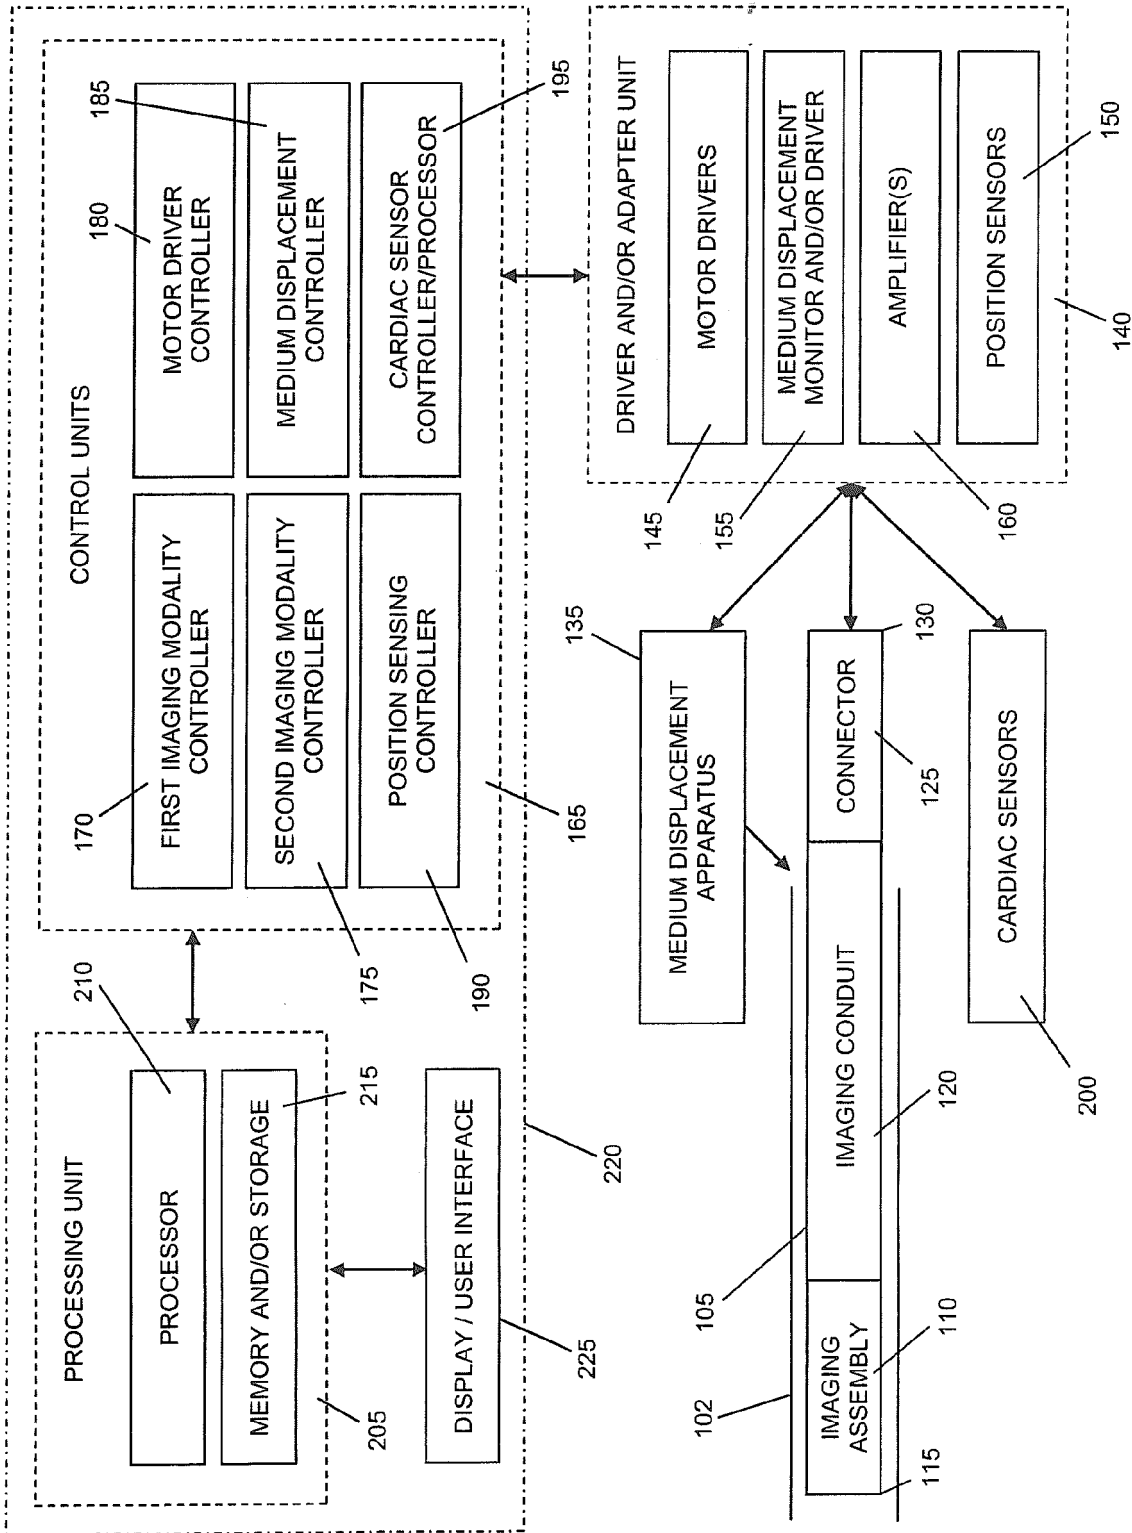 PROCESSING UNIT
PROCESSOR
MEMORY AND/OR STORAGE
205
210
215
DISPLAY / USER INTERFACE
225
220
CONTROL UNITS
170
FIRST IMAGING MODALITY
CONTROLLER
180
MOTOR DRIVER
CONTROLLER
185
SECOND IMAGING MODALITY
CONTROLLER
MEDIUM DISPLACEMENT
CONTROLLER
175
POSITION SENSING
CONTROLLER
CARDIAC SENSOR
CONTROLLER/PROCESSOR
195
190
165
DRIVER AND/OR ADAPTER UNIT
MOTOR DRIVERS
145
MEDIUM DISPLACEMENT
MONITOR AND/OR DRIVER
155
AMPLIFIER(S)
160
POSITION SENSORS
150
140
135
MEDIUM DISPLACEMENT
APPARATUS
102
105
IMAGING
ASSEMBLY
IMAGING CONDUIT
CONNECTOR
130
115
110
120
125
CARDIAC SENSORS
200